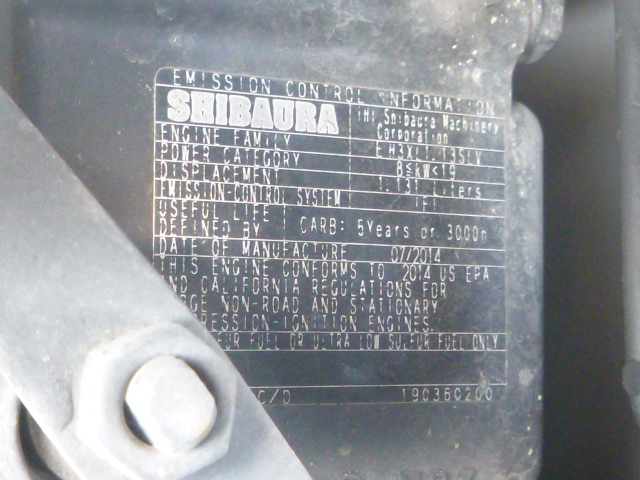 EMISSION CONTROL INFORMATION
SHIBAURA
IHI Shibaura Machinery
Corporation
ENGINE FAMILY
POWER CATEGORY 8≤kW<19
DISPLACEMENT 1.131 Liters
EMISSION-CONTROL SYSTEM
USEFUL LIFE
DEFINED BY CARB: 5Years or 3000h
DATE OF MANUFACTURE 07/2014
THIS ENGINE CONFORMS TO 2014 US EPA
AND CALIFORNIA REGULATIONS FOR
NON-ROAD AND STATIONARY
ENGINES.
FUEL OR ULTRA LOW SULFUR FUEL ONLY
C/D 190360200